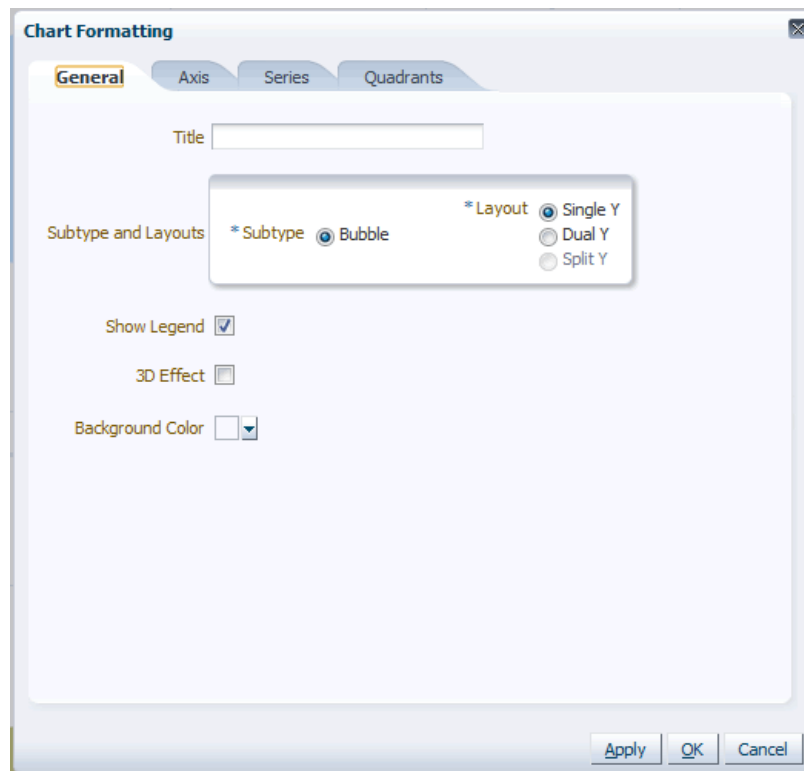 Chart Formatting
General Axis Series Quadrants
Title
Subtype and Layouts * Subtype Bubble * Layout Single Y
Dual Y
Split Y
Show Legend
3D Effect
Background Color
Apply OK Cancel